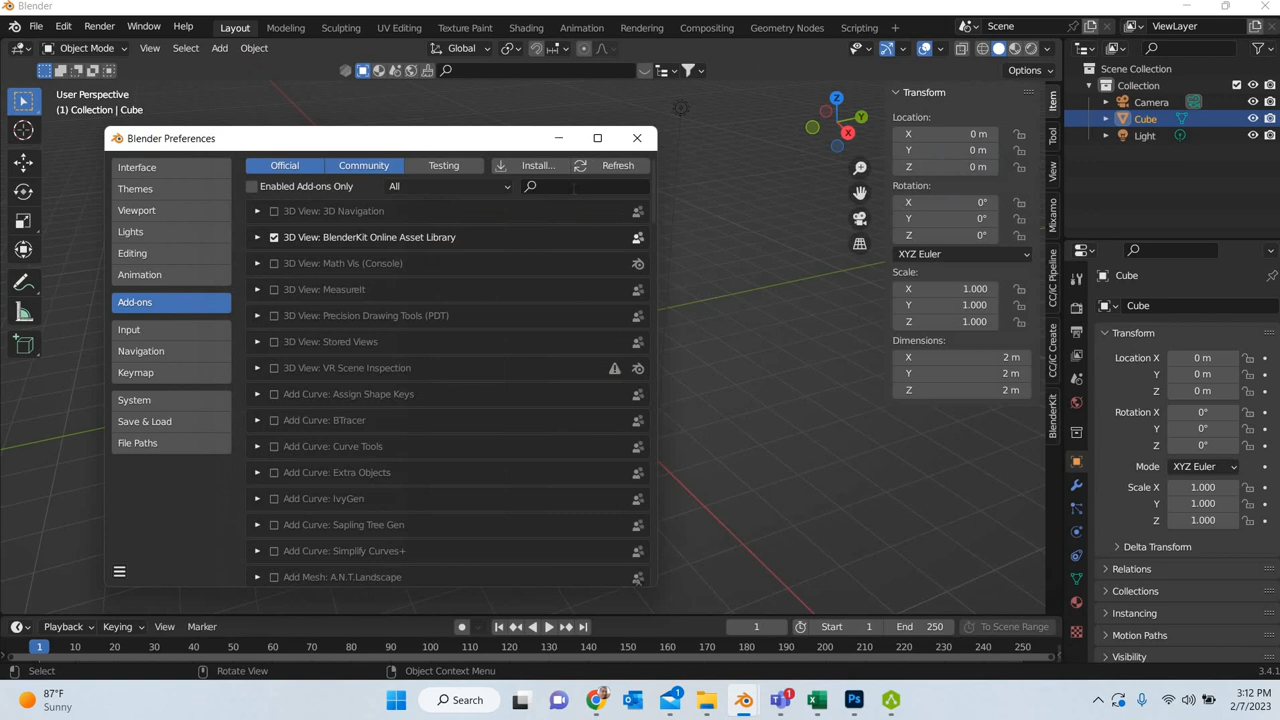 Blender
File Edit Render Window Help Layout Modeling Sculpting UV Editing Texture Paint Shading Animation Rendering Compositing Geometry Nodes Scripting + Scene ViewLayer
Object Mode View Select Add Object Global
Options
User Perspective
(1) Collection | Cube
Blender Preferences
Interface
Themes
Viewport
Lights
Editing
Animation
Add-ons
Input
Navigation
Keymap
System
Save & Load
File Paths
Official Community Testing Install... Refresh
Enabled Add-ons Only All
3D View: 3D Navigation
3D View: BlenderKit Online Asset Library
3D View: Math Vis (Console)
3D View: MeasureIt
3D View: Precision Drawing Tools (PDT)
3D View: Stored Views
3D View: VR Scene Inspection
Add Curve: Assign Shape Keys
Add Curve: BTracer
Add Curve: Curve Tools
Add Curve: Extra Objects
Add Curve: IvyGen
Add Curve: Sapling Tree Gen
Add Curve: Simplify Curves+
Add Mesh: A.N.T.Landscape
Z
Y
X
Transform
Location:
X 0 m
Y 0 m
Z 0 m
Rotation:
X 0°
Y 0°
Z 0°
XYZ Euler
Scale:
X 1.000
Y 1.000
Z 1.000
Dimensions:
X 2 m
Y 2 m
Z 2 m
Item
Tool
View
Mixamo
CC/iC Pipeline
CC/iC Create
BlenderKit
Scene Collection
Collection
Camera
Cube
Light
Cube
Cube
Transform
Location X 0 m
Y 0 m
Z 0 m
Rotation X 0°
Y 0°
Z 0°
Mode XYZ Euler
Scale X 1.000
Y 1.000
Z 1.000
Delta Transform
Relations
Collections
Instancing
Motion Paths
Visibility
Playback Keying View Marker 1 Start 1 End 250 To Scene Range
1 10 20 30 40 50 60 70 80 90 100 110 120 130 140 150 160 170 180 190 200 210 220 230 240 250
Select Rotate View Object Context Menu 3.4.1
87°F
Sunny
Search
1
1
3:12 PM
2/7/2023